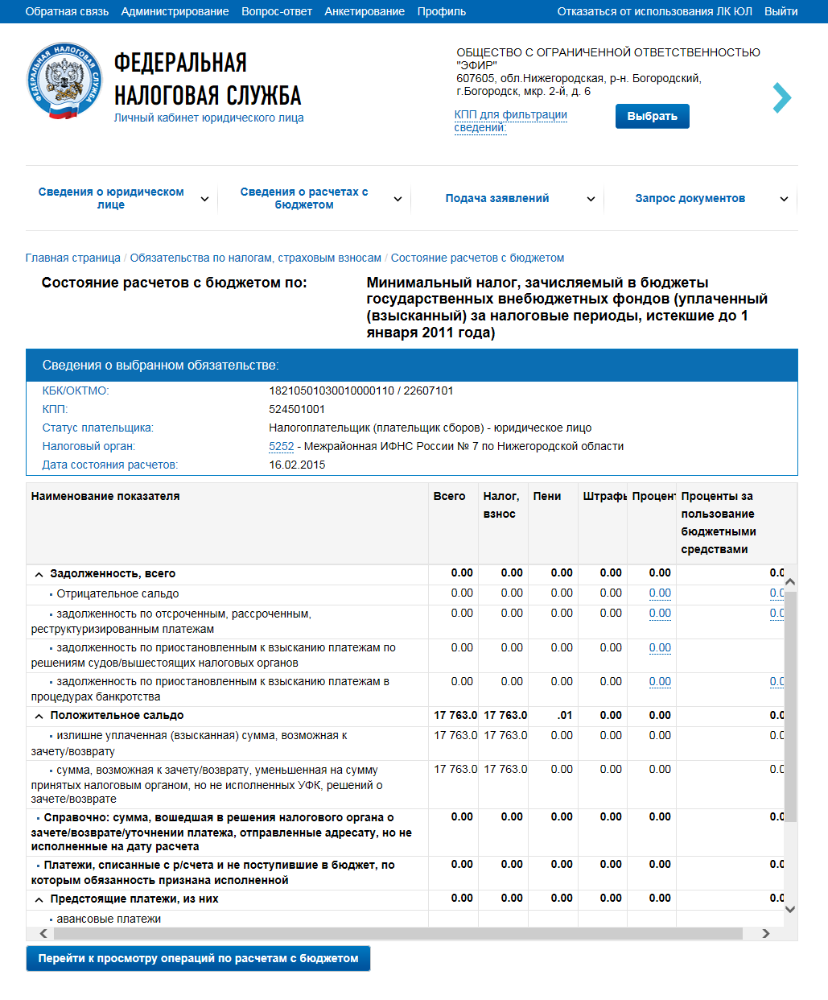 Обратная связь Администрирование Вопрос-ответ Анкетирование Профиль Отказаться от использования ЛК ЮЛ Выйти
ФЕДЕРАЛЬНАЯ НАЛОГОВАЯ СЛУЖБА
ФЕДЕРАЛЬНАЯ
НАЛОГОВАЯ СЛУЖБА
Личный кабинет юридического лица
ОБЩЕСТВО С ОГРАНИЧЕННОЙ ОТВЕТСТВЕННОСТЬЮ
"ЭФИР"
607605, обл.Нижегородская, р-н. Богородский,
г.Богородск, мкр. 2-й, д. 6
КПП для фильтрации
сведений:
Выбрать
Сведения о юридическом
лице
Сведения о расчетах с
бюджетом
Подача заявлений
Запрос документов
Главная страница / Обязательства по налогам, страховым взносам / Состояние расчетов с бюджетом
Состояние расчетов с бюджетом по:
Минимальный налог, зачисляемый в бюджеты
государственных внебюджетных фондов (уплаченный
(взысканный) за налоговые периоды, истекшие до 1
января 2011 года)
Сведения о выбранном обязательстве:
КБК/ОКТМО: 18210501030010000110 / 22607101
КПП: 524501001
Статус плательщика: Налогоплательщик (плательщик сборов) - юридическое лицо
Налоговый орган: 5252 - Межрайонная ИФНС России № 7 по Нижегородской области
Дата состояния расчетов: 16.02.2015
Наименование показателя Всего Налог, Пени Штрафы Процент Проценты за
взнос пользование
бюджетными
средствами
Задолженность, всего 0.00 0.00 0.00 0.00 0.00 0.0
Отрицательное сальдо 0.00 0.00 0.00 0.00 0.00 0.0
задолженность по отсроченным, рассроченным, 0.00 0.00 0.00 0.00 0.00 0.0
реструктуризированным платежам
задолженность по приостановленным к взысканию платежам по 0.00 0.00 0.00 0.00 0.00
решениям судов/вышестоящих налоговых органов
задолженность по приостановленным к взысканию платежам в 0.00 0.00 0.00 0.00 0.00 0.0
процедурах банкротства
Положительное сальдо 17 763.0 17 763.0 .01 0.00 0.00 0.0
излишне уплаченная (взысканная) сумма, возможная к 17 763.0 17 763.0 0.00 0.00 0.00 0.0
зачету/возврату
сумма, возможная к зачету/возврату, уменьшенная на сумму 17 763.0 17 763.0 0.00 0.00 0.00 0.0
принятых налоговым органом, но не исполненных УФК, решений о
зачете/возврате
Справочно: сумма, вошедшая в решения налогового органа о 0.00 0.00 0.00 0.00 0.00 0.0
зачете/возврате/уточнении платежа, отправленные адресату, но не
исполненные на дату расчета
Платежи, списанные с р/счета и не поступившие в бюджет, по 0.00 0.00 0.00 0.00 0.00 0.0
которым обязанность признана исполненной
Предстоящие платежи, из них 0.00 0.00 0.00 0.00 0.00 0.0
авансовые платежи
Перейти к просмотру операций по расчетам с бюджетом